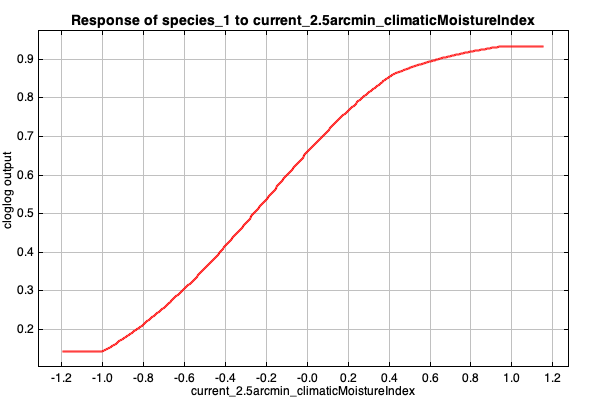 Response of species_1 to current_2.5arcmin_climaticMoistureIndex
cloglog output
0.9
0.8
0.7
0.6
0.5
0.4
0.3
0.2
-1.2 -1.0 -0.8 -0.6 -0.4 -0.2 -0.0 0.2 0.4 0.6 0.8 1.0 1.2
current_2.5arcmin_climaticMoistureIndex